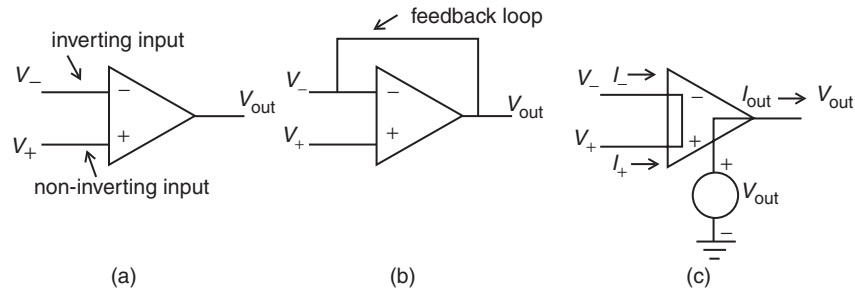 inverting input
V−
−
V+
+
Vout
non-inverting input
(a)
feedback loop
V−
−
V+
+
Vout
(b)
I−
V−
−
Iout
Vout
V+
+
I+
+
Vout
−
(c)